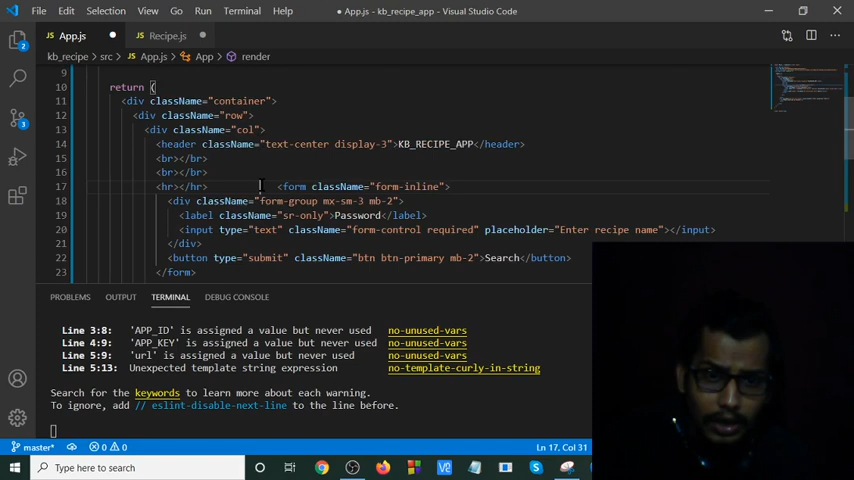 File Edit Selection View Go Run Terminal Help ● App.js - kb_recipe_app - Visual Studio Code
App.js Recipe.js
kb_recipe > src > App.js > App > render
9
10 return (
11 <div className="container">
12 <div className="row">
13 <div className="col">
14 <header className="text-center display-3">KB_RECIPE_APP</header>
15 <br></br>
16 <br></br>
17 <hr></hr> <form className="form-inline">
18 <div className="form-group mx-sm-3 mb-2">
19 <label className="sr-only">Password</label>
20 <input type="text" className="form-control required" placeholder="Enter recipe name"></input>
21 </div>
22 <button type="submit" className="btn btn-primary mb-2">Search</button>
23 </form>
PROBLEMS OUTPUT TERMINAL DEBUG CONSOLE
Line 3:8: 'APP_ID' is assigned a value but never used no-unused-vars
Line 4:9: 'APP_KEY' is assigned a value but never used no-unused-vars
Line 5:9: 'url' is assigned a value but never used no-unused-vars
Line 5:13: Unexpected template string expression no-template-curly-in-string
Search for the keywords to learn more about each warning.
To ignore, add // eslint-disable-next-line to the line before.
master* 0 0 Ln 17, Col 31
Type here to search